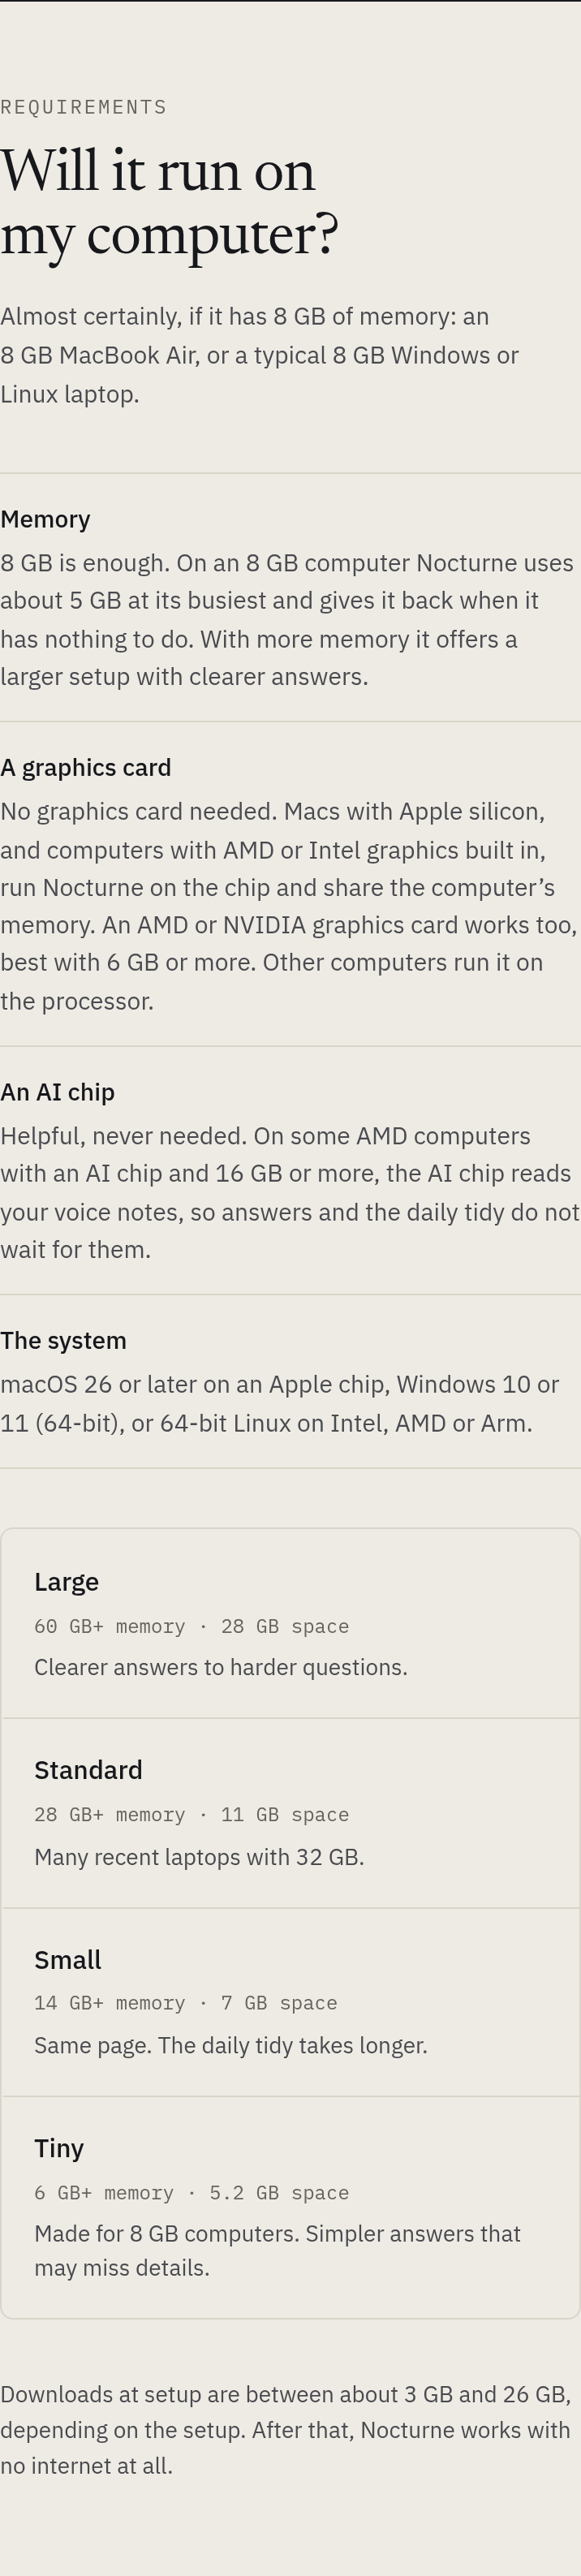 REQUIREMENTS
Will it run on
my computer?
Almost certainly, if it has 8 GB of memory: an
8 GB MacBook Air, or a typical 8 GB Windows or
Linux laptop.
Memory
8 GB is enough. On an 8 GB computer Nocturne uses
about 5 GB at its busiest and gives it back when it
has nothing to do. With more memory it offers a
larger setup with clearer answers.
A graphics card
No graphics card needed. Macs with Apple silicon,
and computers with AMD or Intel graphics built in,
run Nocturne on the chip and share the computer’s
memory. An AMD or NVIDIA graphics card works too,
best with 6 GB or more. Other computers run it on
the processor.
An AI chip
Helpful, never needed. On some AMD computers
with an AI chip and 16 GB or more, the AI chip reads
your voice notes, so answers and the daily tidy do not
wait for them.
The system
macOS 26 or later on an Apple chip, Windows 10 or
11 (64-bit), or 64-bit Linux on Intel, AMD or Arm.
Large
60 GB+ memory · 28 GB space
Clearer answers to harder questions.
Standard
28 GB+ memory · 11 GB space
Many recent laptops with 32 GB.
Small
14 GB+ memory · 7 GB space
Same page. The daily tidy takes longer.
Tiny
6 GB+ memory · 5.2 GB space
Made for 8 GB computers. Simpler answers that
may miss details.
Downloads at setup are between about 3 GB and 26 GB,
depending on the setup. After that, Nocturne works with
no internet at all.